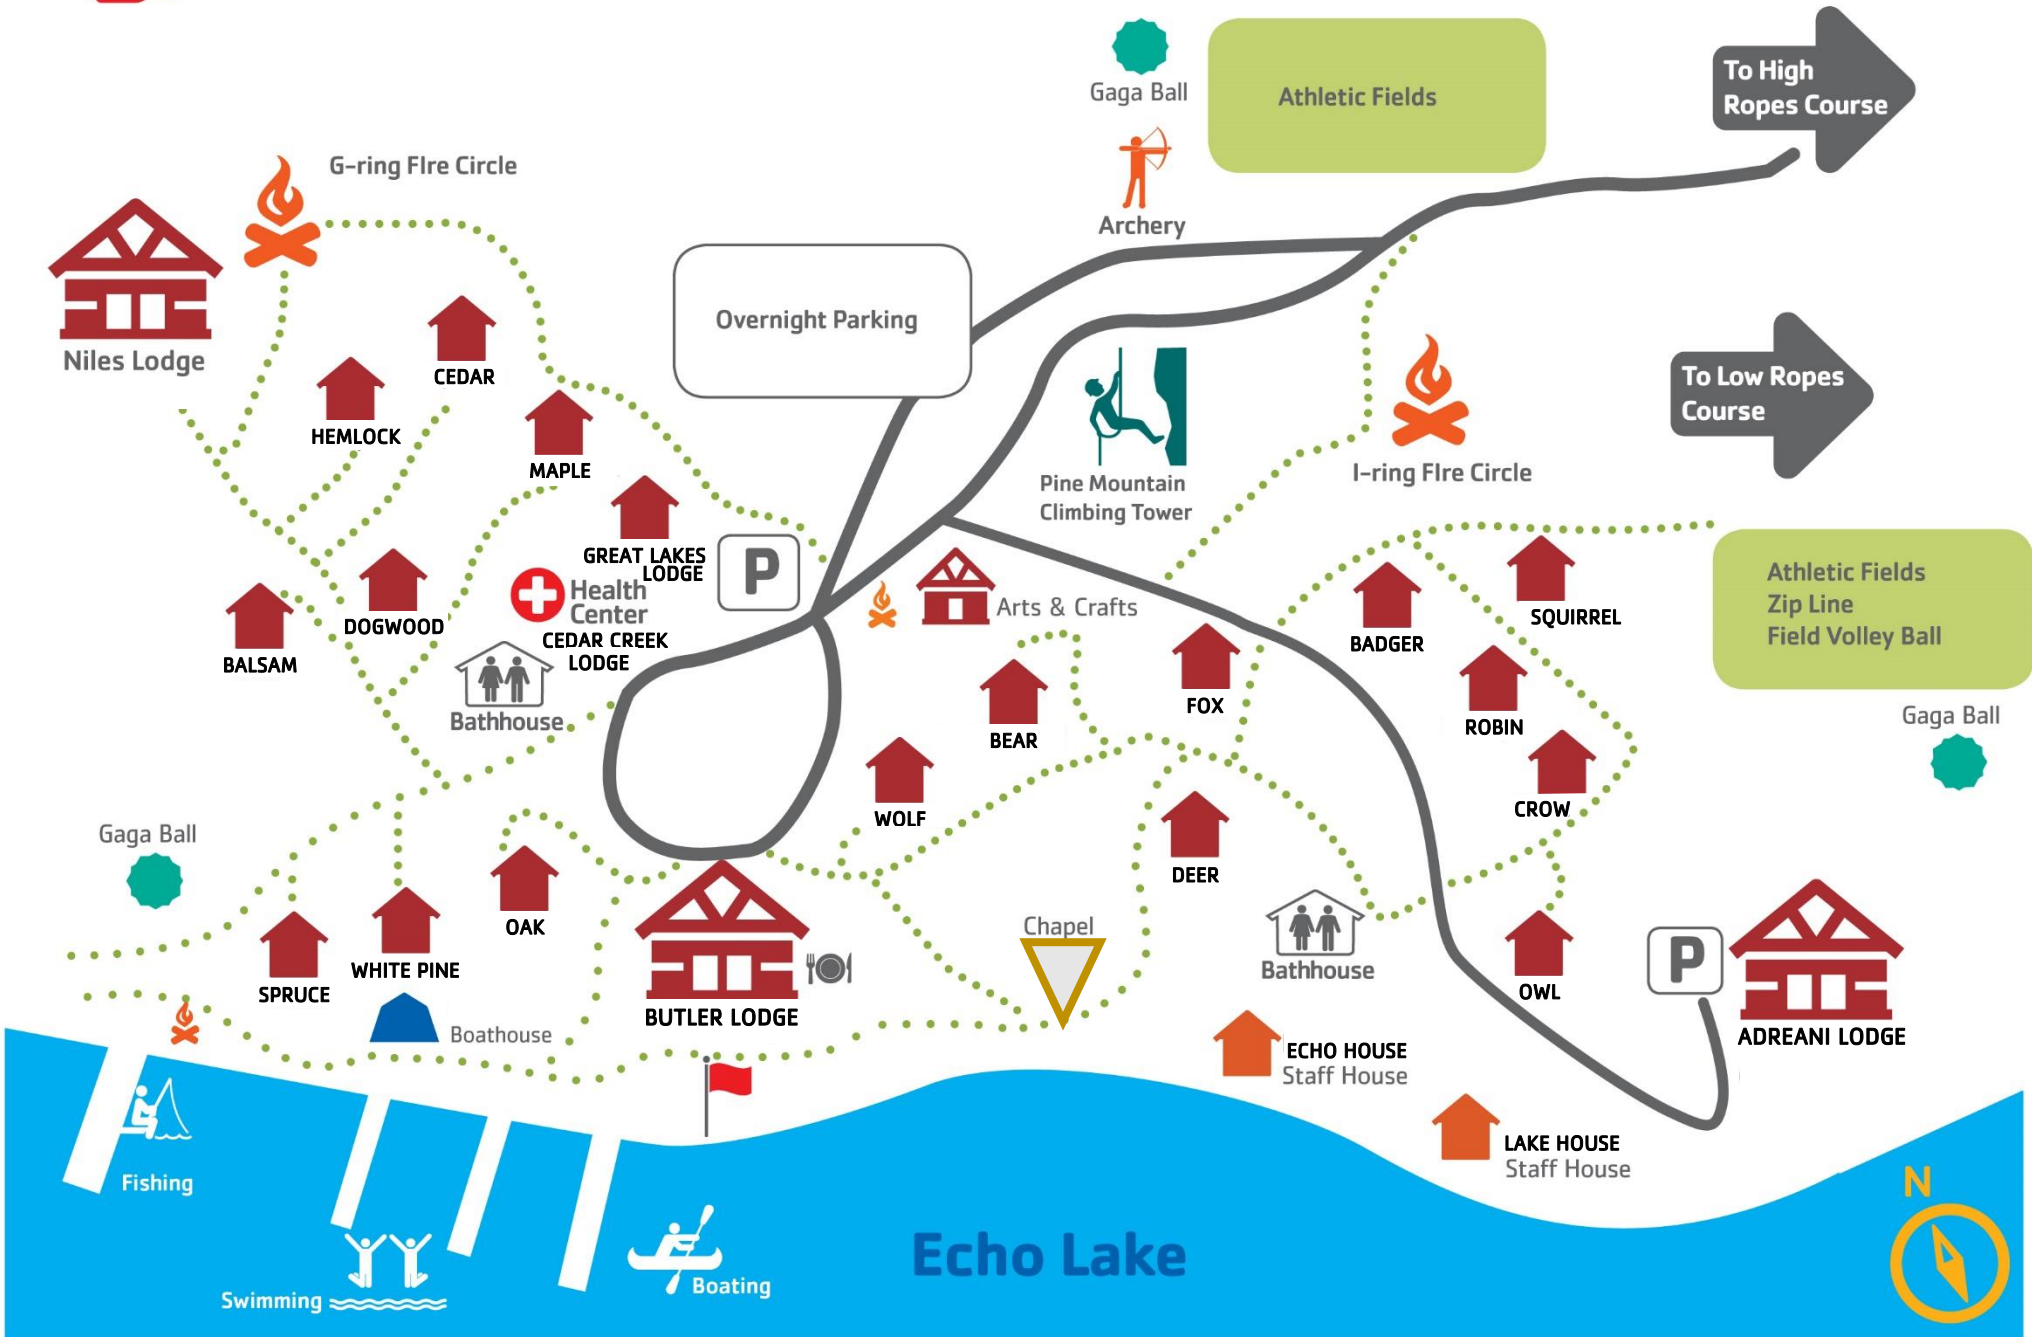 Gaga Ball
Athletic Fields
To High
Ropes Course
G-ring FIre Circle
Archery
Overnight Parking
Niles Lodge
CEDAR
HEMLOCK
MAPLE
To Low Ropes
Course
I-ring FIre Circle
Pine Mountain
Climbing Tower
GREAT LAKES
LODGE
P
Health
Center
CEDAR CREEK
LODGE
Arts & Crafts
DOGWOOD
BALSAM
Bathhouse
BADGER
SQUIRREL
Athletic Fields
Zip Line
Field Volley Ball
FOX
ROBIN
Gaga Ball
BEAR
WOLF
CROW
Gaga Ball
DEER
OAK
Chapel
WHITE PINE
SPRUCE
Bathhouse
OWL
P
BUTLER LODGE
Boathouse
ADREANI LODGE
ECHO HOUSE
Staff House
LAKE HOUSE
Staff House
Fishing
N
Echo Lake
Boating
Swimming